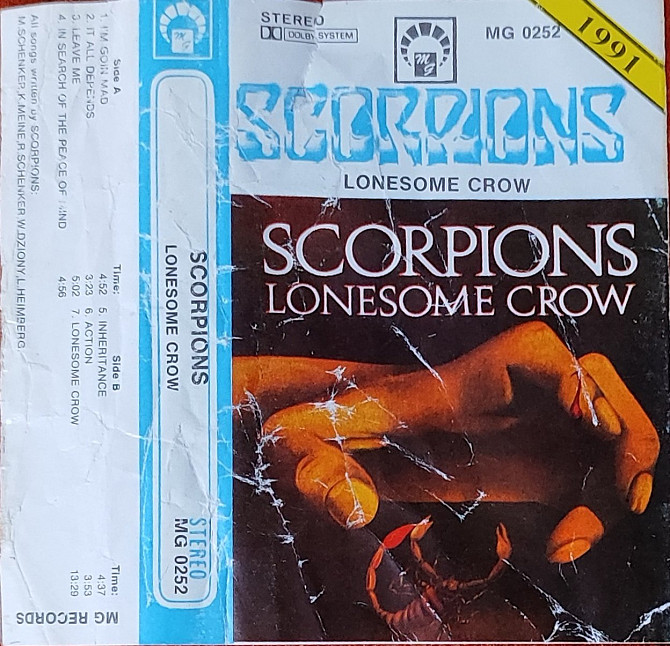 STEREO
DOLBY SYSTEM
MG 0252
1991
MG
SCORPIONS
LONESOME CROW
SCORPIONS
LONESOME CROW
SCORPIONS
LONESOME CROW
STEREO
MG 0252
Side A Time: Side B Time:
1. I'M GOIN MAD 4:52 5. INHERITANCE 4:37
2. IT ALL DEPENDS 3:23 6. ACTION 3:53
3. LEAVE ME 5:02 7. LONESOME CROW 13:29
4. IN SEARCH OF THE PEACE OF MIND 4:56
All songs written by SCORPIONS:
M.SCHENKER,K.MEINE,R.SCHENKER,W.DZIONY,L.HEIMBERG
MG RECORDS